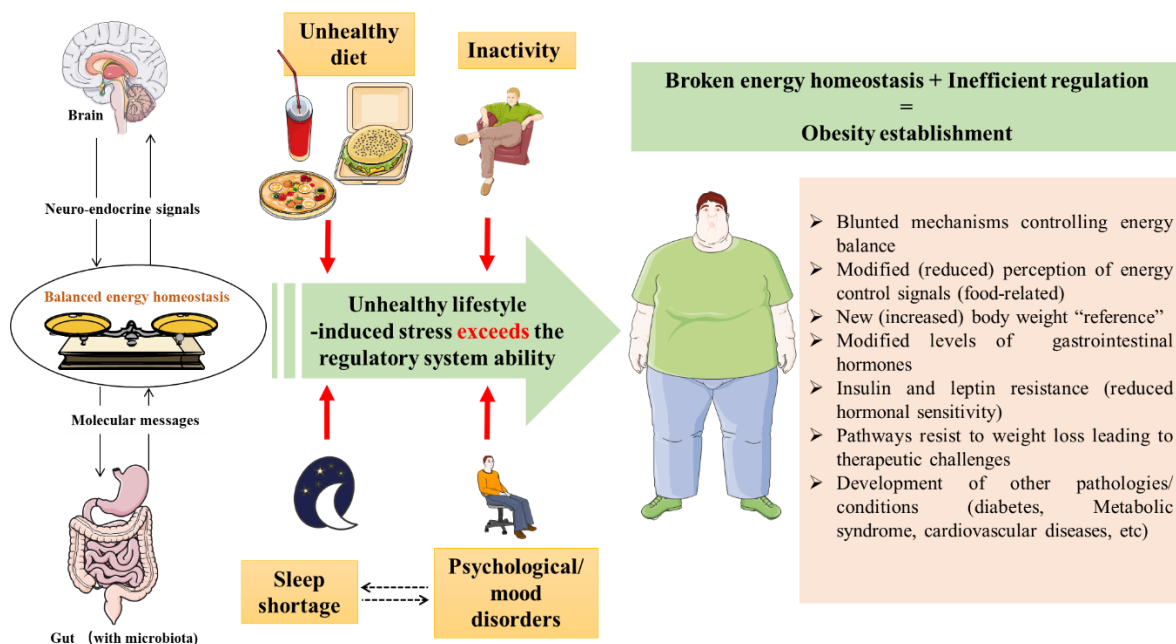 Brain
Neuro-endocrine signals
Balanced energy homeostasis
Molecular messages
Gut （with microbiota)
Unhealthy
diet
Inactivity
Unhealthy lifestyle
-induced stress exceeds the
regulatory system ability
Sleep
shortage
Psychological/
mood
disorders
Broken energy homeostasis + Inefficient regulation
=
Obesity establishment
➢ Blunted mechanisms controlling energy
balance
➢ Modified (reduced) perception of energy
control signals (food-related)
➢ New (increased) body weight “reference”
➢ Modified levels of gastrointestinal
hormones
➢ Insulin and leptin resistance (reduced
hormonal sensitivity)
➢ Pathways resist to weight loss leading to
therapeutic challenges
➢ Development of other pathologies/
conditions (diabetes, Metabolic
syndrome, cardiovascular diseases, etc)